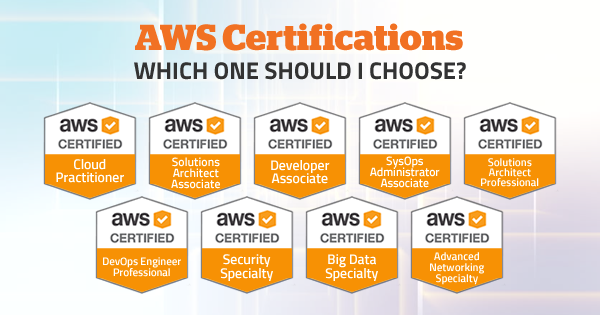 AWS Certifications
WHICH ONE SHOULD I CHOOSE?
aws
CERTIFIED
Cloud
Practitioner
aws
CERTIFIED
Solutions
Architect
Associate
aws
CERTIFIED
Developer
Associate
aws
CERTIFIED
SysOps
Administrator
Associate
aws
CERTIFIED
Solutions
Architect
Professional
aws
CERTIFIED
DevOps Engineer
Professional
aws
CERTIFIED
Security
Specialty
aws
CERTIFIED
Big Data
Specialty
aws
CERTIFIED
Advanced
Networking
Specialty